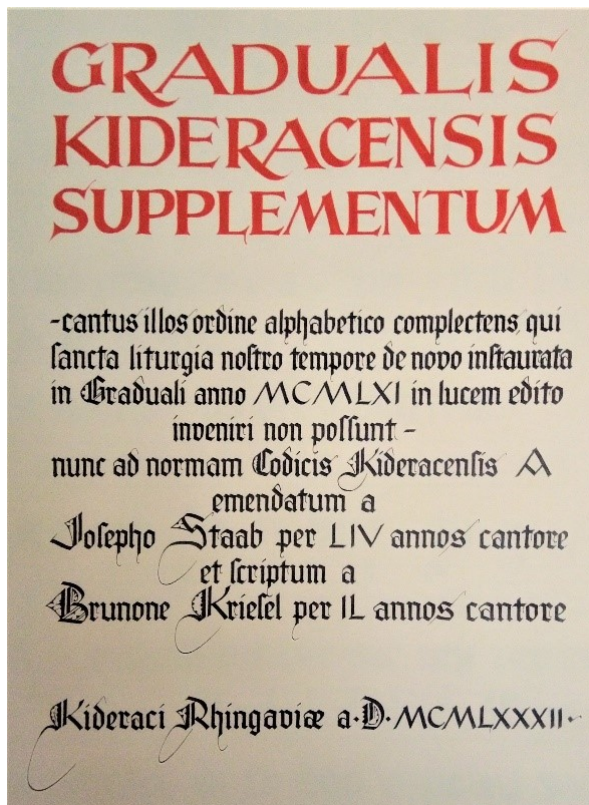 GRADUALIS
KIDERACENSIS
SUPPLEMENTUM
-cantus illos ordine alphabetico complectens, qui
ſancta liturgia noſtro tempore de novo inſtaurata
in Graduali anno MCMLXI in lucem edito
inveniri non poſſunt -
nunc ad normam Codicis Kideracenſis A
emendatum a
Joſepho Staab per LIV annos cantore
et ſcriptum a
Brunone Krieſel per IL annos cantore
Kideraci Rhingaviæ a·D·MCMLXXXII·